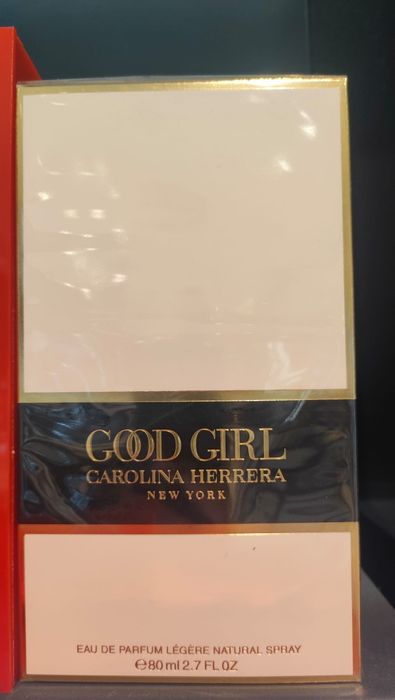 GOOD GIRL
CAROLINA HERRERA
NEW YORK
EAU DE PARFUM LÉGÈRE NATURAL SPRAY
℮80 ml 2.7 FL OZ